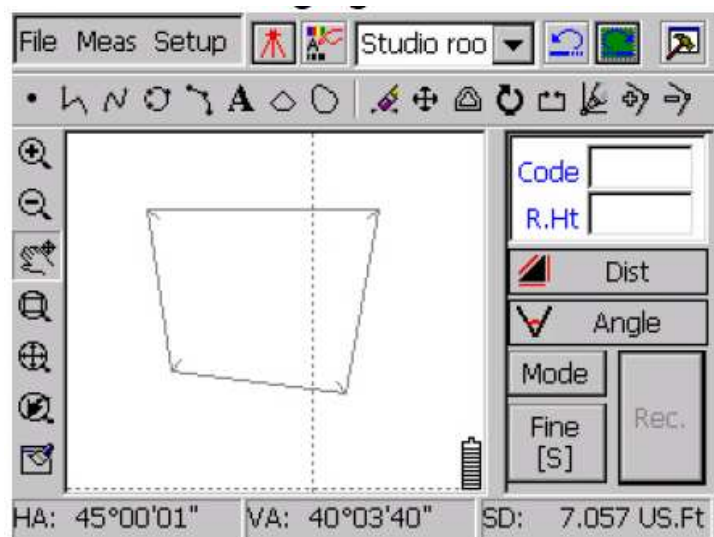 File Meas Setup Studio roo
A
Code
R.Ht
Dist
Angle
Mode
Fine
[S]
Rec.
HA: 45°00'01" VA: 40°03'40" SD: 7.057 US.Ft